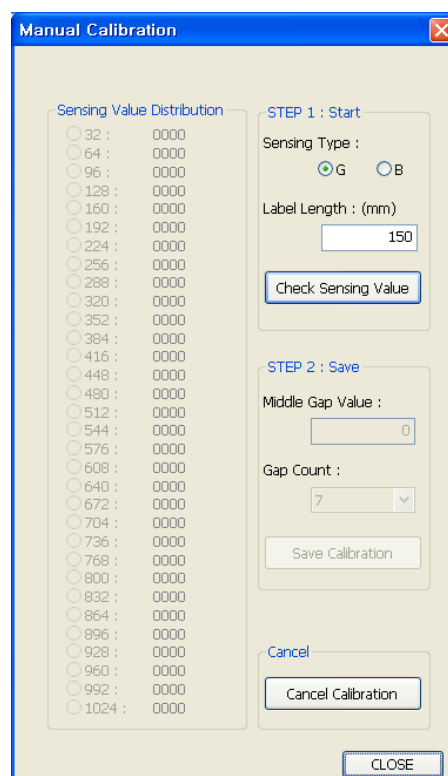 Manual Calibration
Sensing Value Distribution
32 : 0000
64 : 0000
96 : 0000
128 : 0000
160 : 0000
192 : 0000
224 : 0000
256 : 0000
288 : 0000
320 : 0000
352 : 0000
384 : 0000
416 : 0000
448 : 0000
480 : 0000
512 : 0000
544 : 0000
576 : 0000
608 : 0000
640 : 0000
672 : 0000
704 : 0000
736 : 0000
768 : 0000
800 : 0000
832 : 0000
864 : 0000
896 : 0000
928 : 0000
960 : 0000
992 : 0000
1024 : 0000
STEP 1 : Start
Sensing Type :
G B
Label Length : (mm)
150
Check Sensing Value
STEP 2 : Save
Middle Gap Value :
0
Gap Count :
7
Save Calibration
Cancel
Cancel Calibration
CLOSE